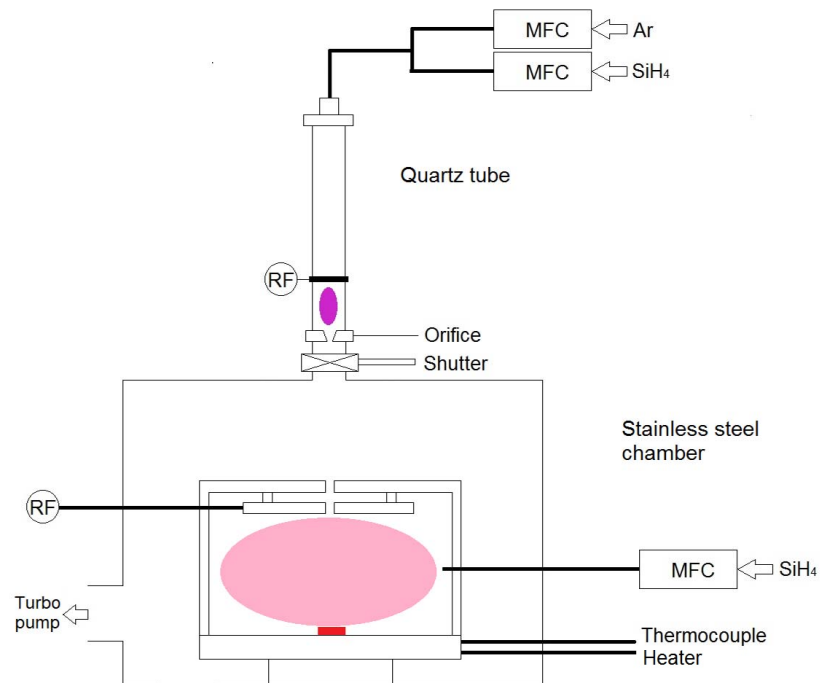 MFC
Ar
MFC
SiH₄
Quartz tube
RF
Orifice
Shutter
Stainless steel
chamber
RF
MFC
SiH₄
Turbo
pump
Thermocouple
Heater